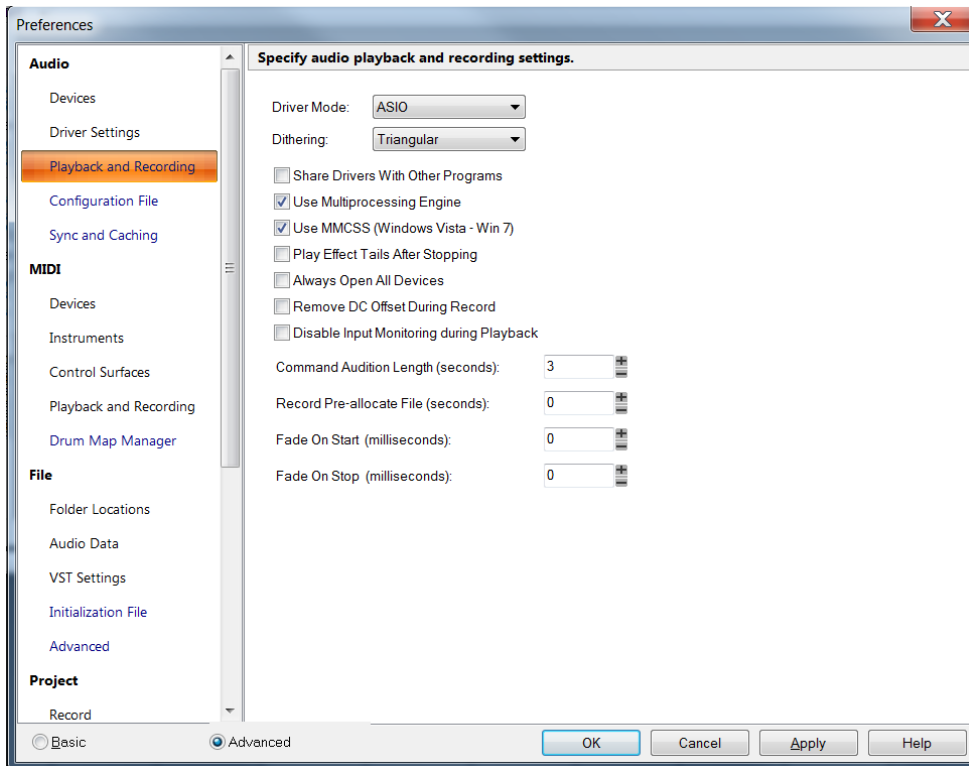 Preferences
Audio
Devices
Driver Settings
Playback and Recording
Configuration File
Sync and Caching
MIDI
Devices
Instruments
Control Surfaces
Playback and Recording
Drum Map Manager
File
Folder Locations
Audio Data
VST Settings
Initialization File
Advanced
Project
Record
Basic
Advanced
Specify audio playback and recording settings.
Driver Mode: ASIO
Dithering: Triangular
Share Drivers With Other Programs
Use Multiprocessing Engine
Use MMCSS (Windows Vista - Win 7)
Play Effect Tails After Stopping
Always Open All Devices
Remove DC Offset During Record
Disable Input Monitoring during Playback
Command Audition Length (seconds): 3
Record Pre-allocate File (seconds): 0
Fade On Start (milliseconds): 0
Fade On Stop (milliseconds): 0
OK Cancel Apply Help